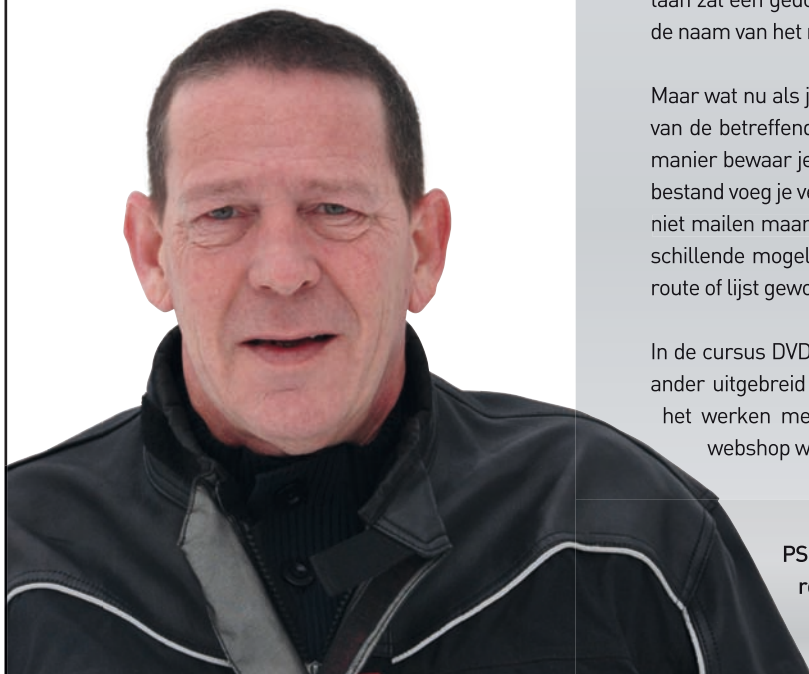 een
de naam van het
Maar wat nu als
van de betreffend
manier bewaar je
bestand voeg je
niet mailen maar
schillende mogel
route of lijst gewo
In de cursus DVD
ander uitgebreid
het werken me
webshop w
PS
r